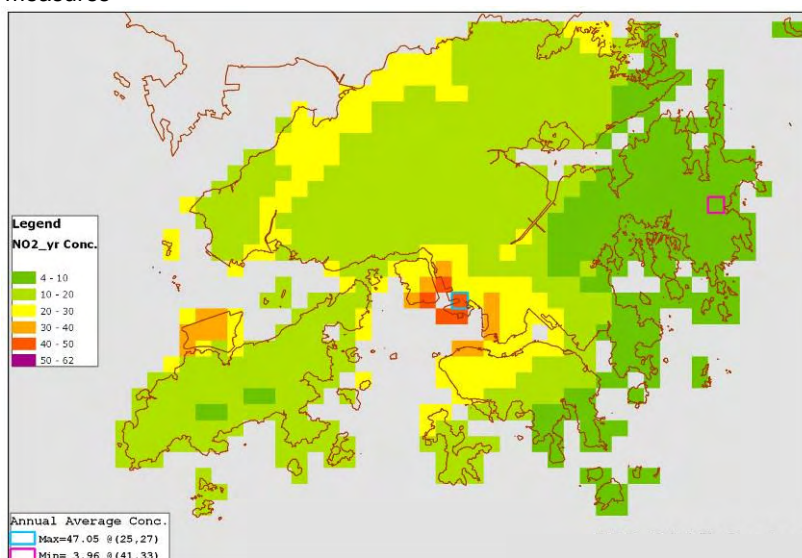 measures
Legend
NO2_yr Conc.
4 - 10
10 - 20
20 - 30
30 - 40
40 - 50
50 - 62
Annual Average Conc.
Max=47.05 @(25,27)
Min= 3.96 @(41,33)